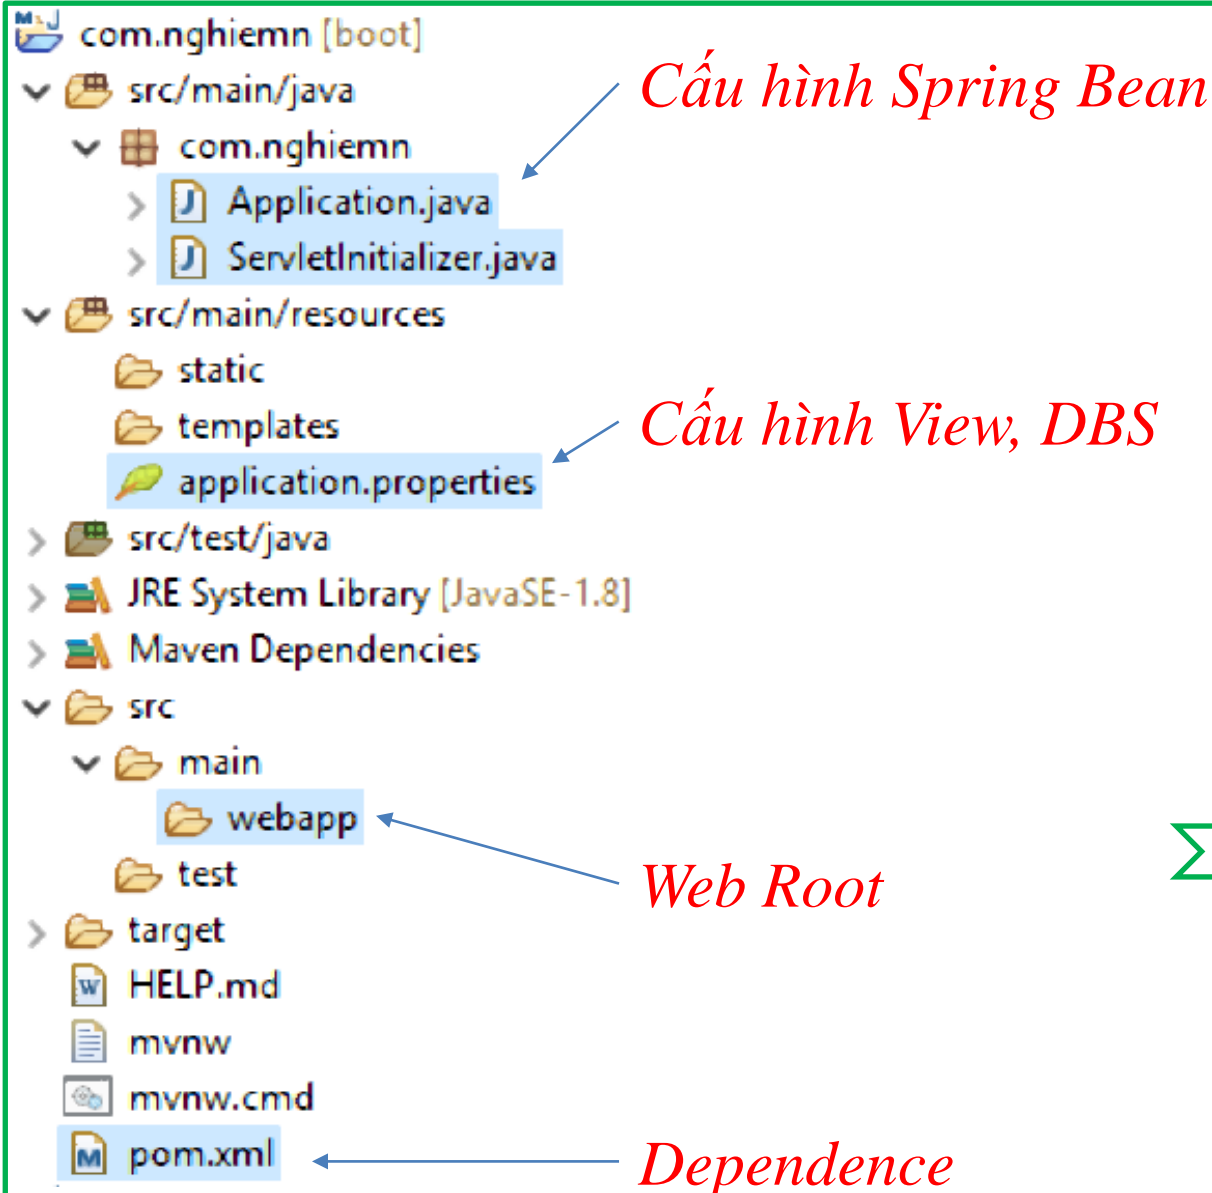 com.nghiemn [boot]
src/main/java
Cấu hình Spring Bean
com.nghiemn
Application.java
ServletInitializer.java
src/main/resources
static
templates
Cấu hình View, DBS
application.properties
src/test/java
JRE System Library [JavaSE-1.8]
Maven Dependencies
src
main
webapp
Web Root
test
target
HELP.md
mvnw
mvnw.cmd
pom.xml
Dependence